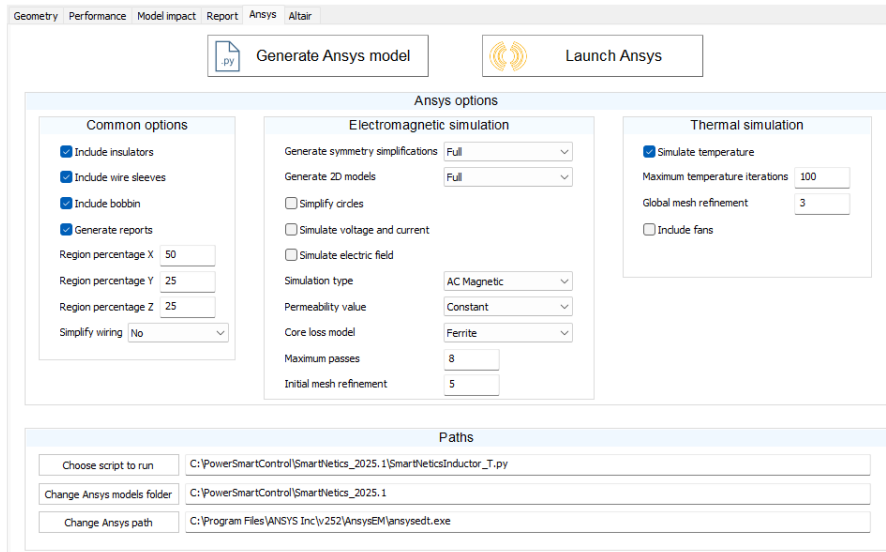 Geometry Performance Model impact Report Ansys Altair
.py Generate Ansys model Launch Ansys
Ansys options
Common options
Include insulators
Include wire sleeves
Include bobbin
Generate reports
Region percentage X 50
Region percentage Y 25
Region percentage Z 25
Simplify wiring No
Electromagnetic simulation
Generate symmetry simplifications Full
Generate 2D models Full
Simplify circles
Simulate voltage and current
Simulate electric field
Simulation type AC Magnetic
Permeability value Constant
Core loss model Ferrite
Maximum passes 8
Initial mesh refinement 5
Thermal simulation
Simulate temperature
Maximum temperature iterations 100
Global mesh refinement 3
Include fans
Paths
Choose script to run C:\PowerSmartControl\SmartNetics_2025.1\SmartNeticsInductor_T.py
Change Ansys models folder C:\PowerSmartControl\SmartNetics_2025.1
Change Ansys path C:\Program Files\ANSYS Inc\v252\AnsysEM\ansysedt.exe